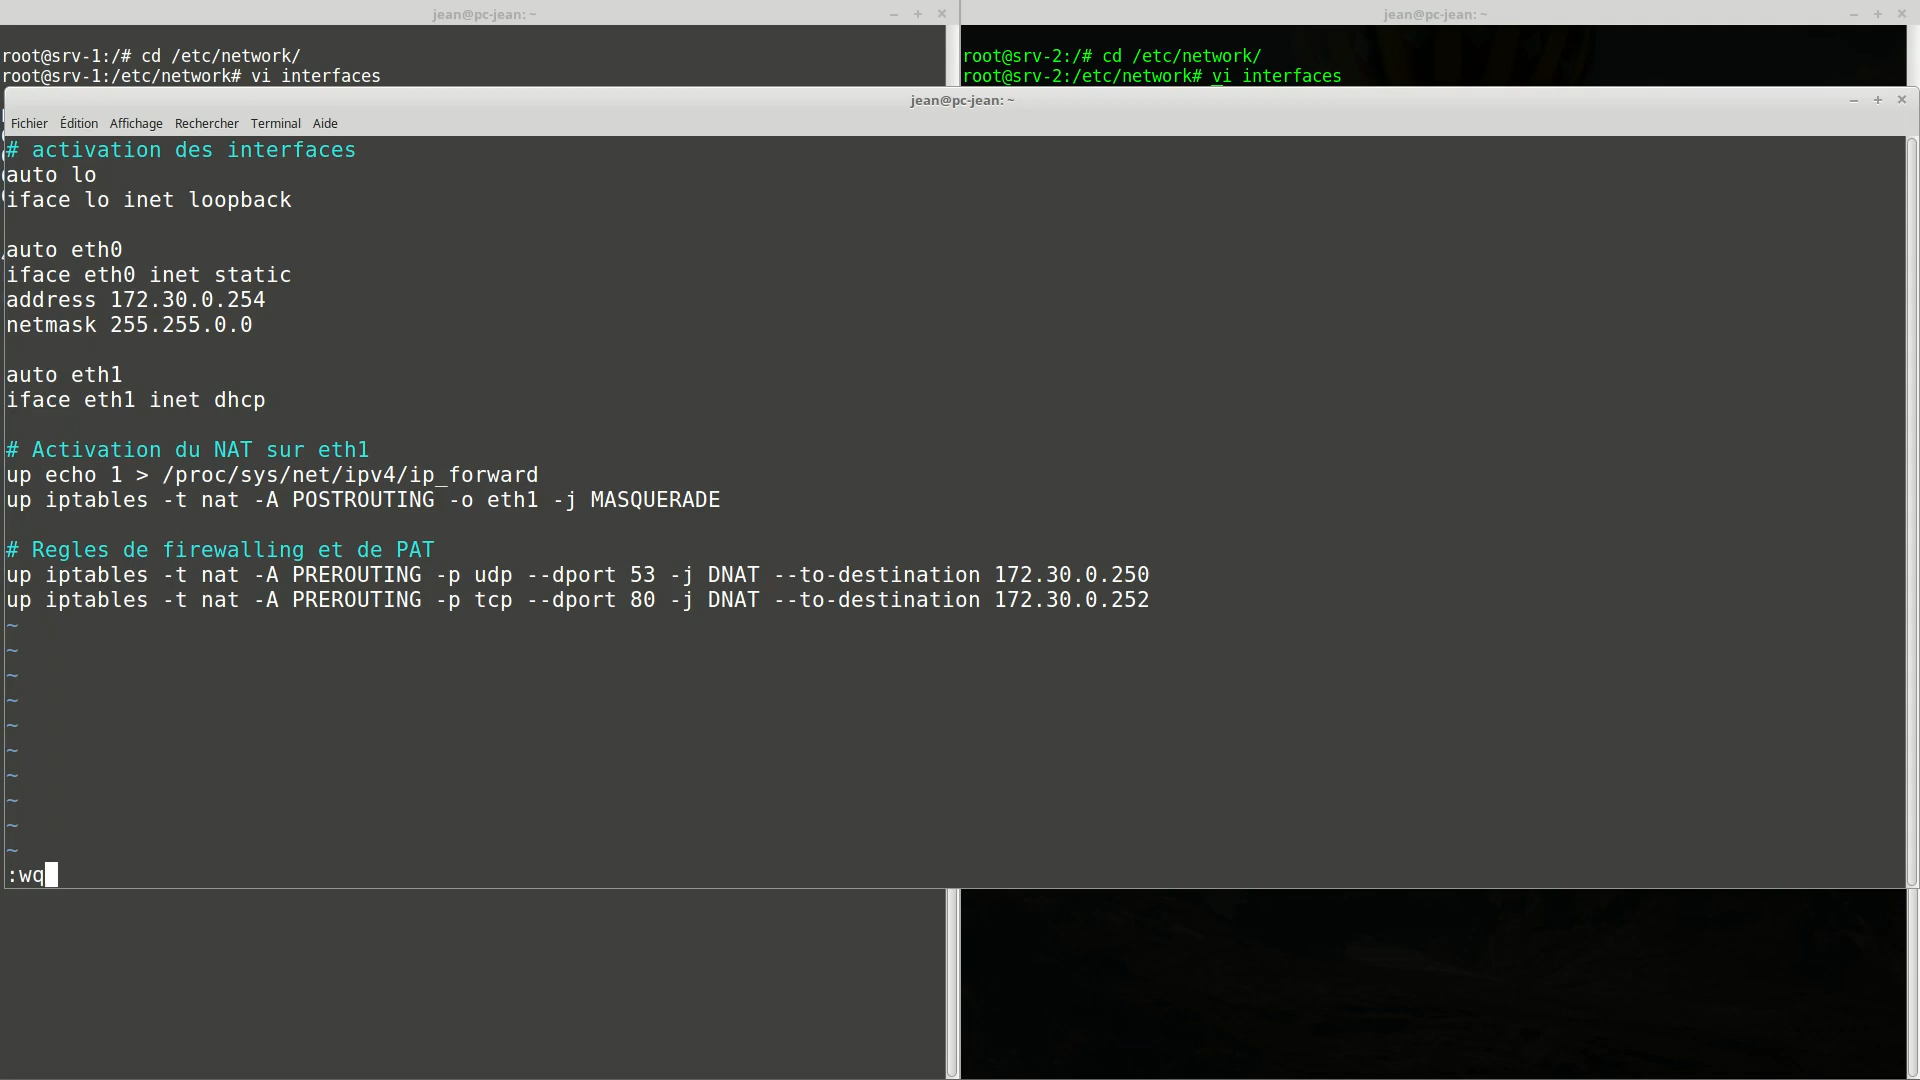 jean@pc-jean: ~
jean@pc-jean: ~
root@srv-1:/# cd /etc/network/
root@srv-1:/etc/network# vi interfaces
root@srv-2:/# cd /etc/network/
root@srv-2:/etc/network# vi interfaces
jean@pc-jean: ~
Fichier Édition Affichage Rechercher Terminal Aide
# activation des interfaces
auto lo
iface lo inet loopback
auto eth0
iface eth0 inet static
address 172.30.0.254
netmask 255.255.0.0
auto eth1
iface eth1 inet dhcp
# Activation du NAT sur eth1
up echo 1 > /proc/sys/net/ipv4/ip_forward
up iptables -t nat -A POSTROUTING -o eth1 -j MASQUERADE
# Regles de firewalling et de PAT
up iptables -t nat -A PREROUTING -p udp --dport 53 -j DNAT --to-destination 172.30.0.250
up iptables -t nat -A PREROUTING -p tcp --dport 80 -j DNAT --to-destination 172.30.0.252
~
~
~
~
~
~
~
~
~
~
:wq